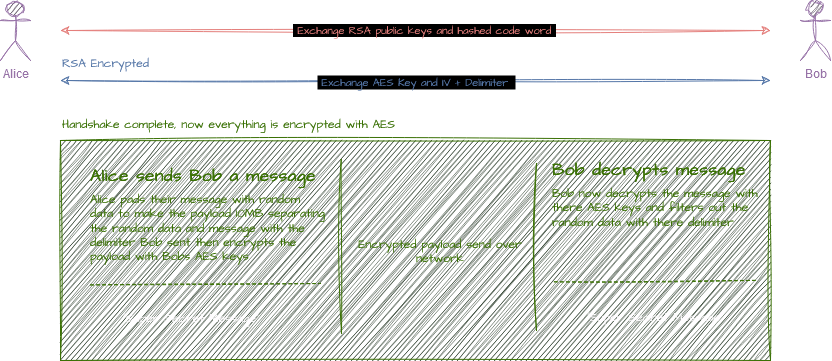 Exchange RSA public keys and hashed code word
Alice
Bob
RSA Encrypted
Exchange AES Key and IV + Delimiter
Handshake complete, now everything is encrypted with AES
Alice sends Bob a message
Alice pads their message with random
data to make the payload 10MB separating
the random data and message with the
delimiter Bob sent then encrypts the
payload with Bobs AES keys
Encrypted payload send over
network
Bob decrypts message
Bob now decrypts the message with
there AES keys and filters out the
random data with there delimiter